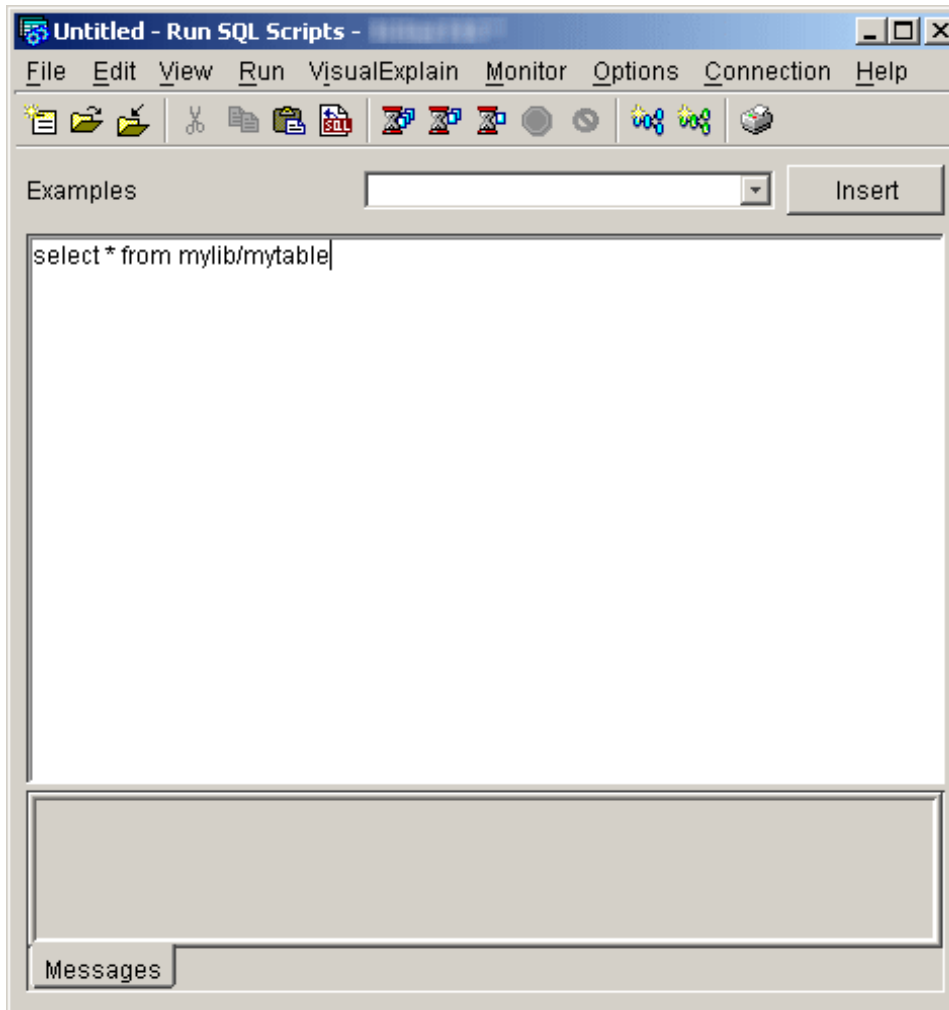 Untitled - Run SQL Scripts -
File Edit View Run VisualExplain Monitor Options Connection Help
SQL
Examples
Insert
select * from mylib/mytable
Messages